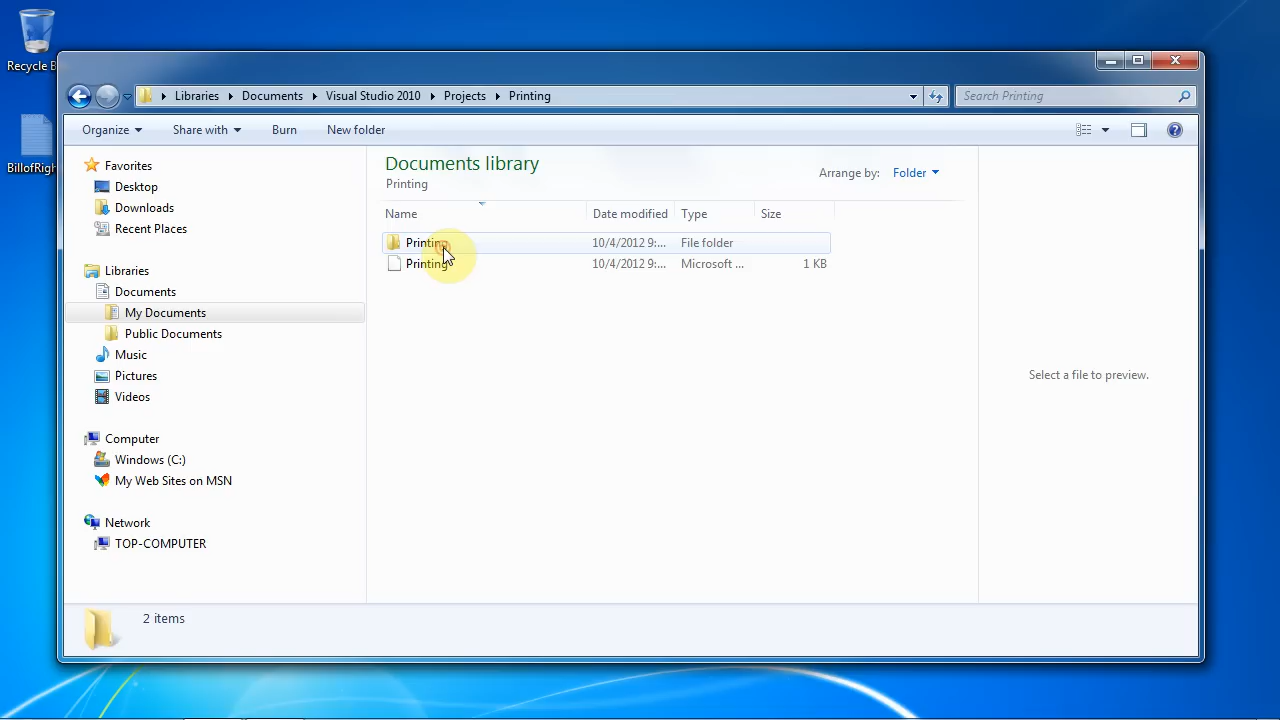 Recycle B
BillofRigh
Libraries Documents Visual Studio 2010 Projects Printing
Search Printing
Organize Share with Burn New folder
Favorites
Desktop
Downloads
Recent Places
Libraries
Documents
My Documents
Public Documents
Music
Pictures
Videos
Computer
Windows (C:)
My Web Sites on MSN
Network
TOP-COMPUTER
Documents library
Printing
Arrange by: Folder
Name Date modified Type Size
Printing 10/4/2012 9:... File folder
Printing 10/4/2012 9:... Microsoft ... 1 KB
Select a file to preview.
2 items